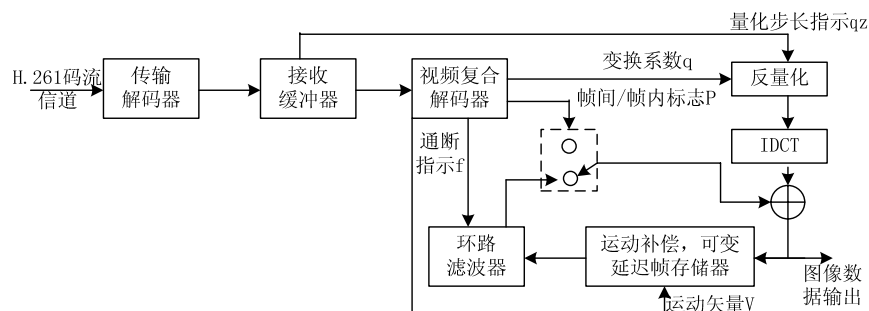 量化步长指示qz
H.261码流
信道
传输
解码器
接收
缓冲器
视频复合
解码器
变换系数q
帧间/帧内标志P
反量化
通断
指示f
IDCT
环路
滤波器
运动补偿，可变
延迟帧存储器
图像数
据输出
运动矢量V